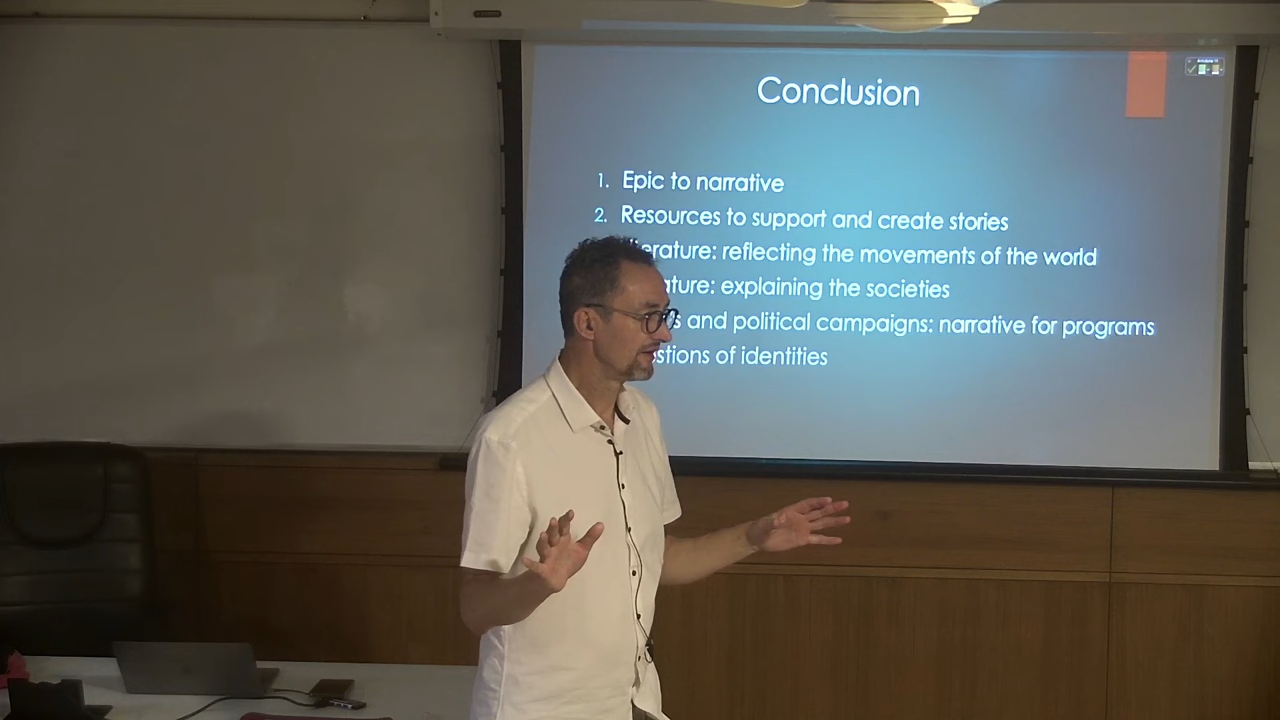 Conclusion
1. Epic to narrative
2. Resources to support and create stories
erature: reflecting the movements of the world
ature: explaining the societies
s and political campaigns: narrative for programs
stions of identities